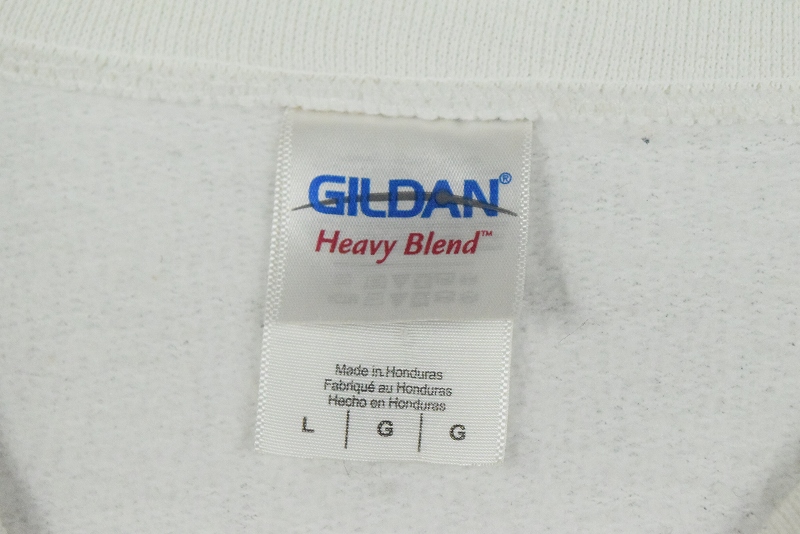 GILDAN®
Heavy Blend™
Made in Honduras
Fabriqué au Honduras
Hecho en Honduras
L | G | G